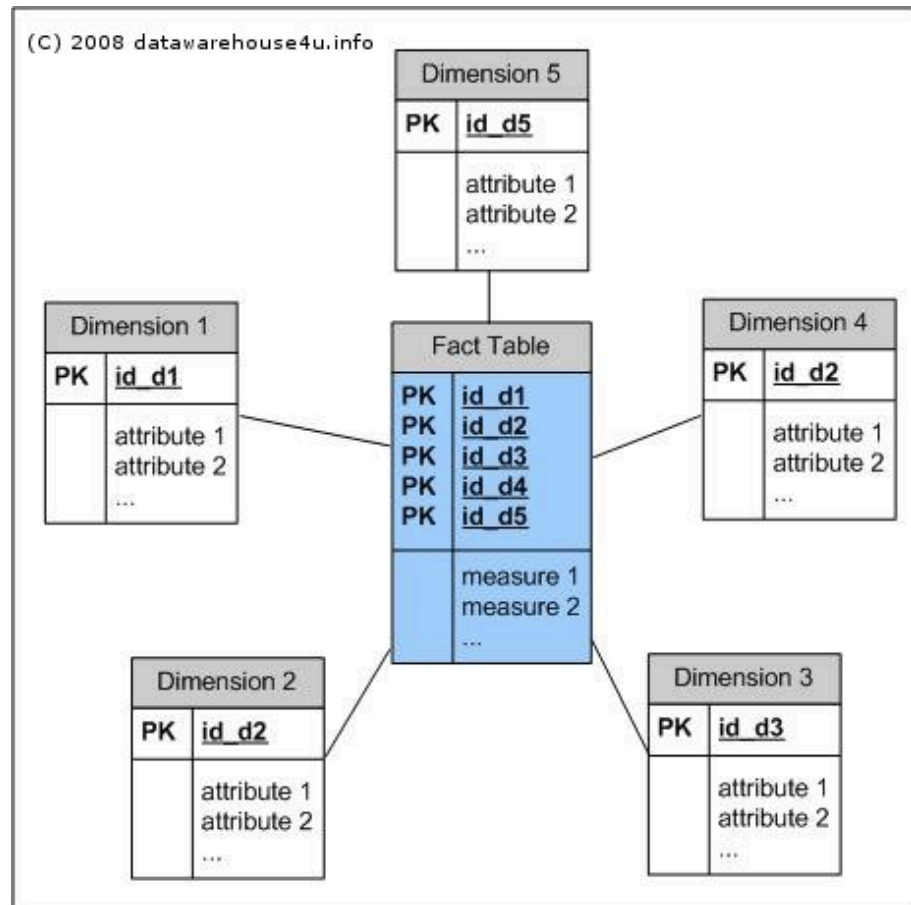 (C) 2008 datawarehouse4u.info
Dimension 5
PK id_d5
attribute 1
attribute 2
...
Dimension 1
PK id_d1
attribute 1
attribute 2
...
Fact Table
PK id_d1
PK id_d2
PK id_d3
PK id_d4
PK id_d5
measure 1
measure 2
...
Dimension 4
PK id_d2
attribute 1
attribute 2
...
Dimension 2
PK id_d2
attribute 1
attribute 2
...
Dimension 3
PK id_d3
attribute 1
attribute 2
...